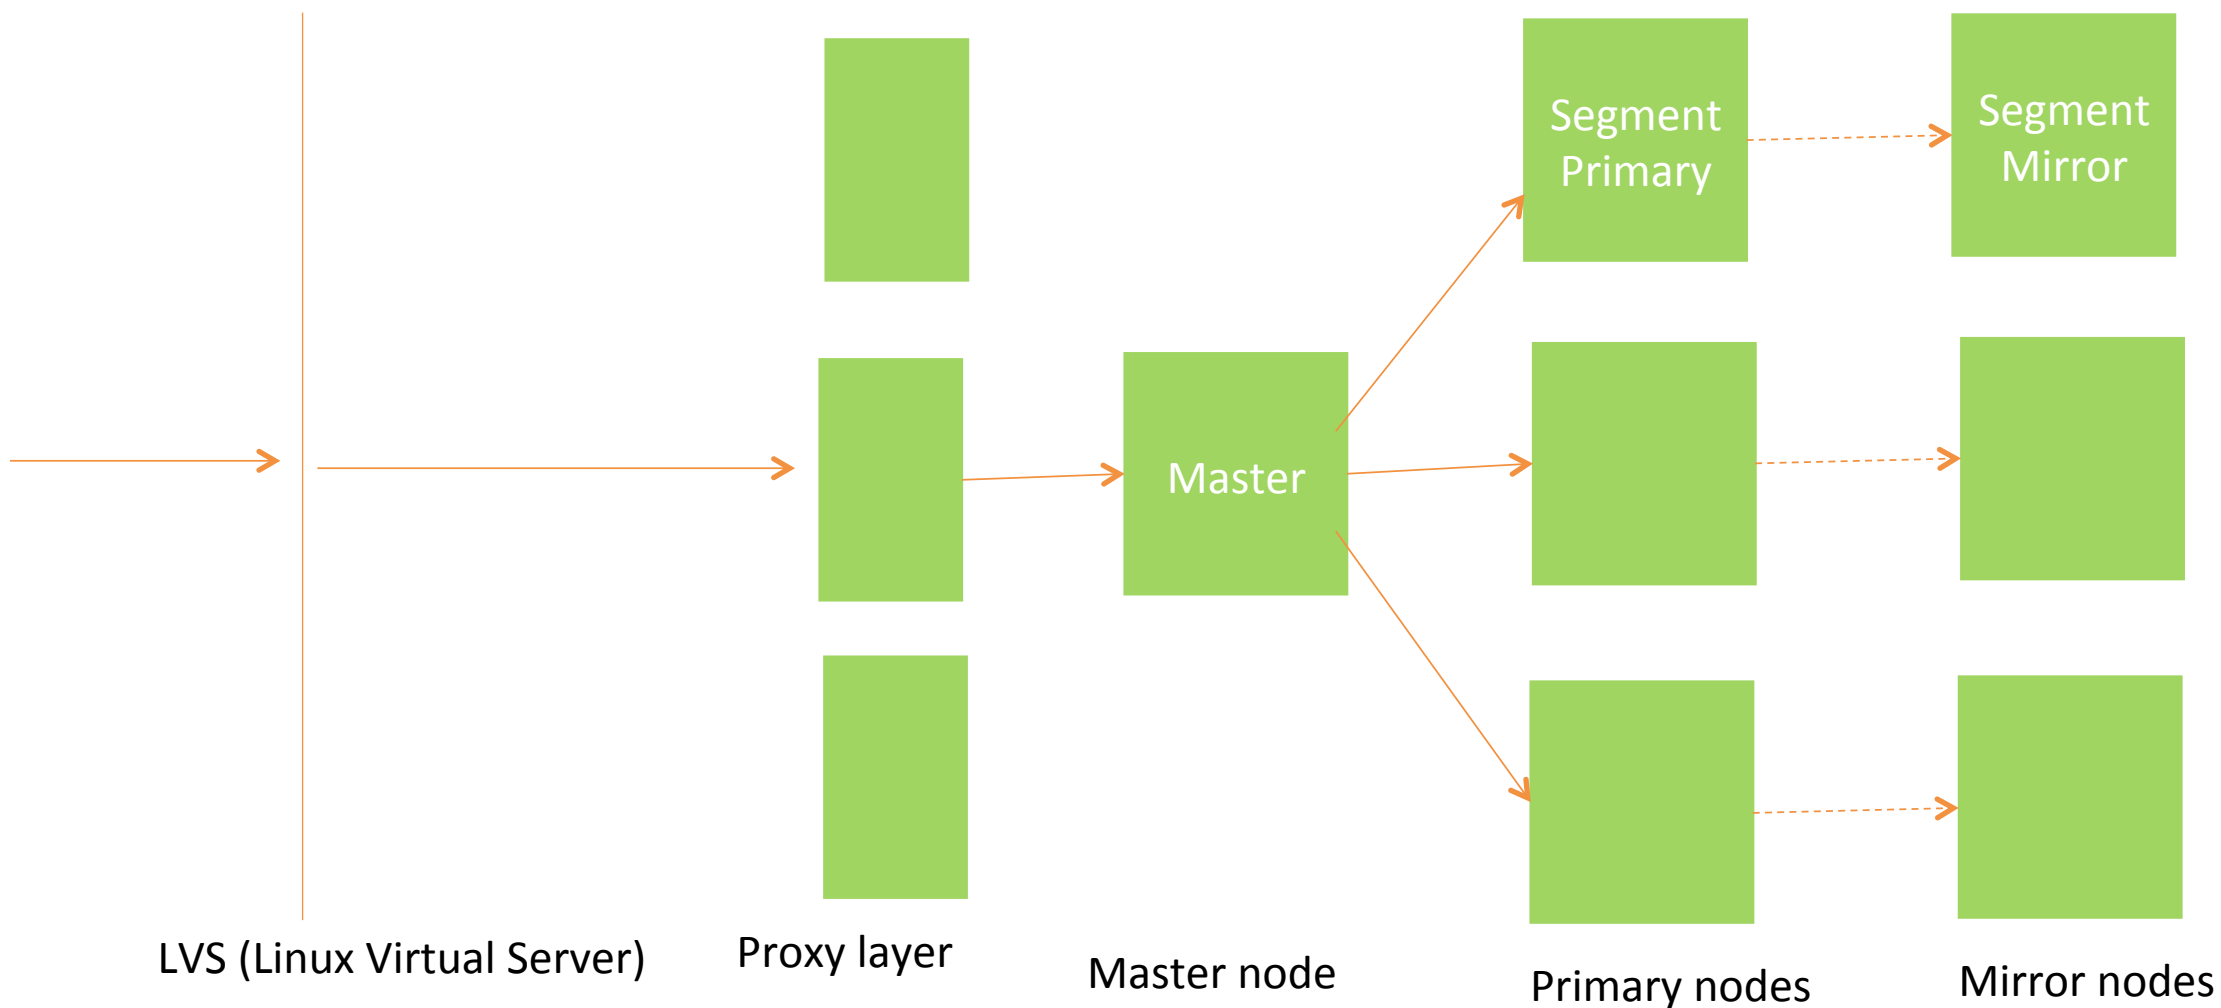 Segment
Primary
Segment
Mirror
Master
LVS (Linux Virtual Server)
Proxy layer
Master node
Primary nodes
Mirror nodes